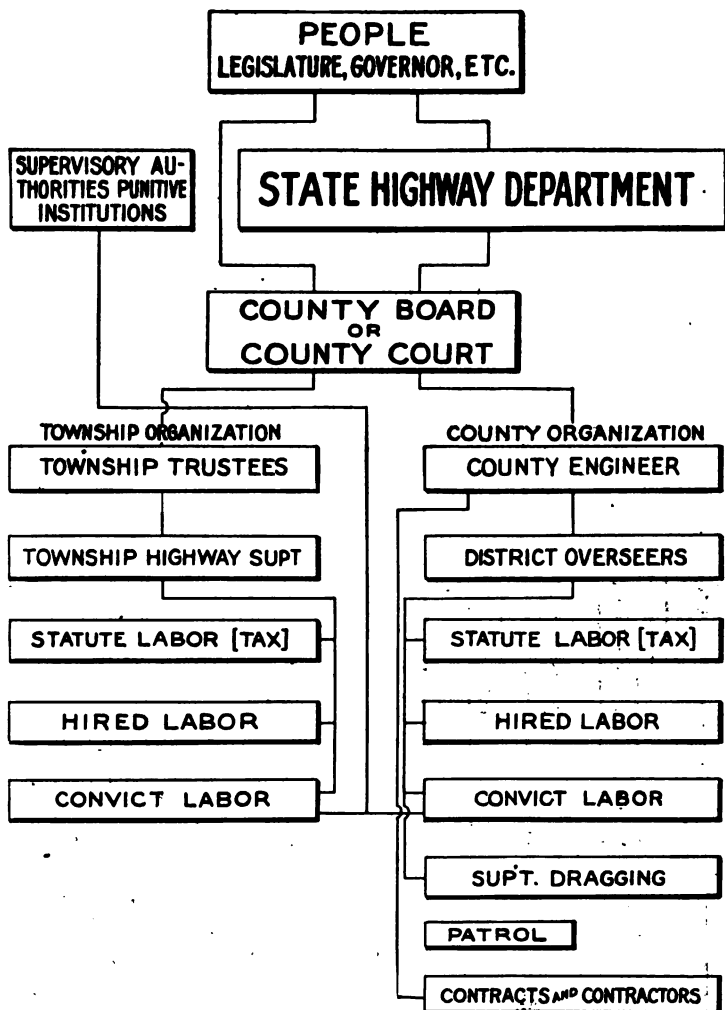 PEOPLE
LEGISLATURE, GOVERNOR, ETC.
SUPERVISORY AU-
THORITIES PUNITIVE
INSTITUTIONS
STATE HIGHWAY DEPARTMENT
COUNTY BOARD
OR
COUNTY COURT
TOWNSHIP ORGANIZATION
TOWNSHIP TRUSTEES
TOWNSHIP HIGHWAY SUPT
STATUTE LABOR [TAX]
HIRED LABOR
CONVICT LABOR
COUNTY ORGANIZATION
COUNTY ENGINEER
DISTRICT OVERSEERS
STATUTE LABOR [TAX]
HIRED LABOR
CONVICT LABOR
SUP'T. DRAGGING
PATROL
CONTRACTS AND CONTRACTORS